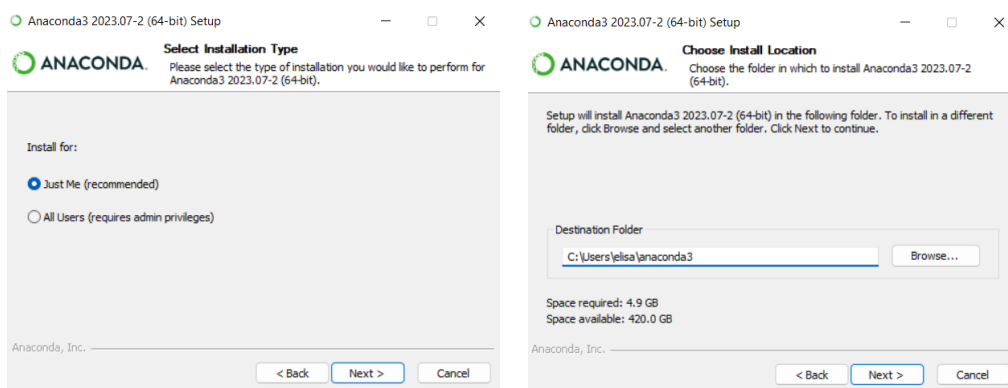 Anaconda3 2023.07-2 (64-bit) Setup
ANACONDA.
Select Installation Type
Please select the type of installation you would like to perform for
Anaconda3 2023.07-2 (64-bit).
Install for:
Just Me (recommended)
All Users (requires admin privileges)
Anaconda, Inc.
< Back
Next >
Cancel
Anaconda3 2023.07-2 (64-bit) Setup
ANACONDA.
Choose Install Location
Choose the folder in which to install Anaconda3 2023.07-2
(64-bit).
Setup will install Anaconda3 2023.07-2 (64-bit) in the following folder. To install in a different
folder, click Browse and select another folder. Click Next to continue.
Destination Folder
C:\Users\elisa\anaconda3
Browse...
Space required: 4.9 GB
Space available: 420.0 GB
Anaconda, Inc.
< Back
Next >
Cancel